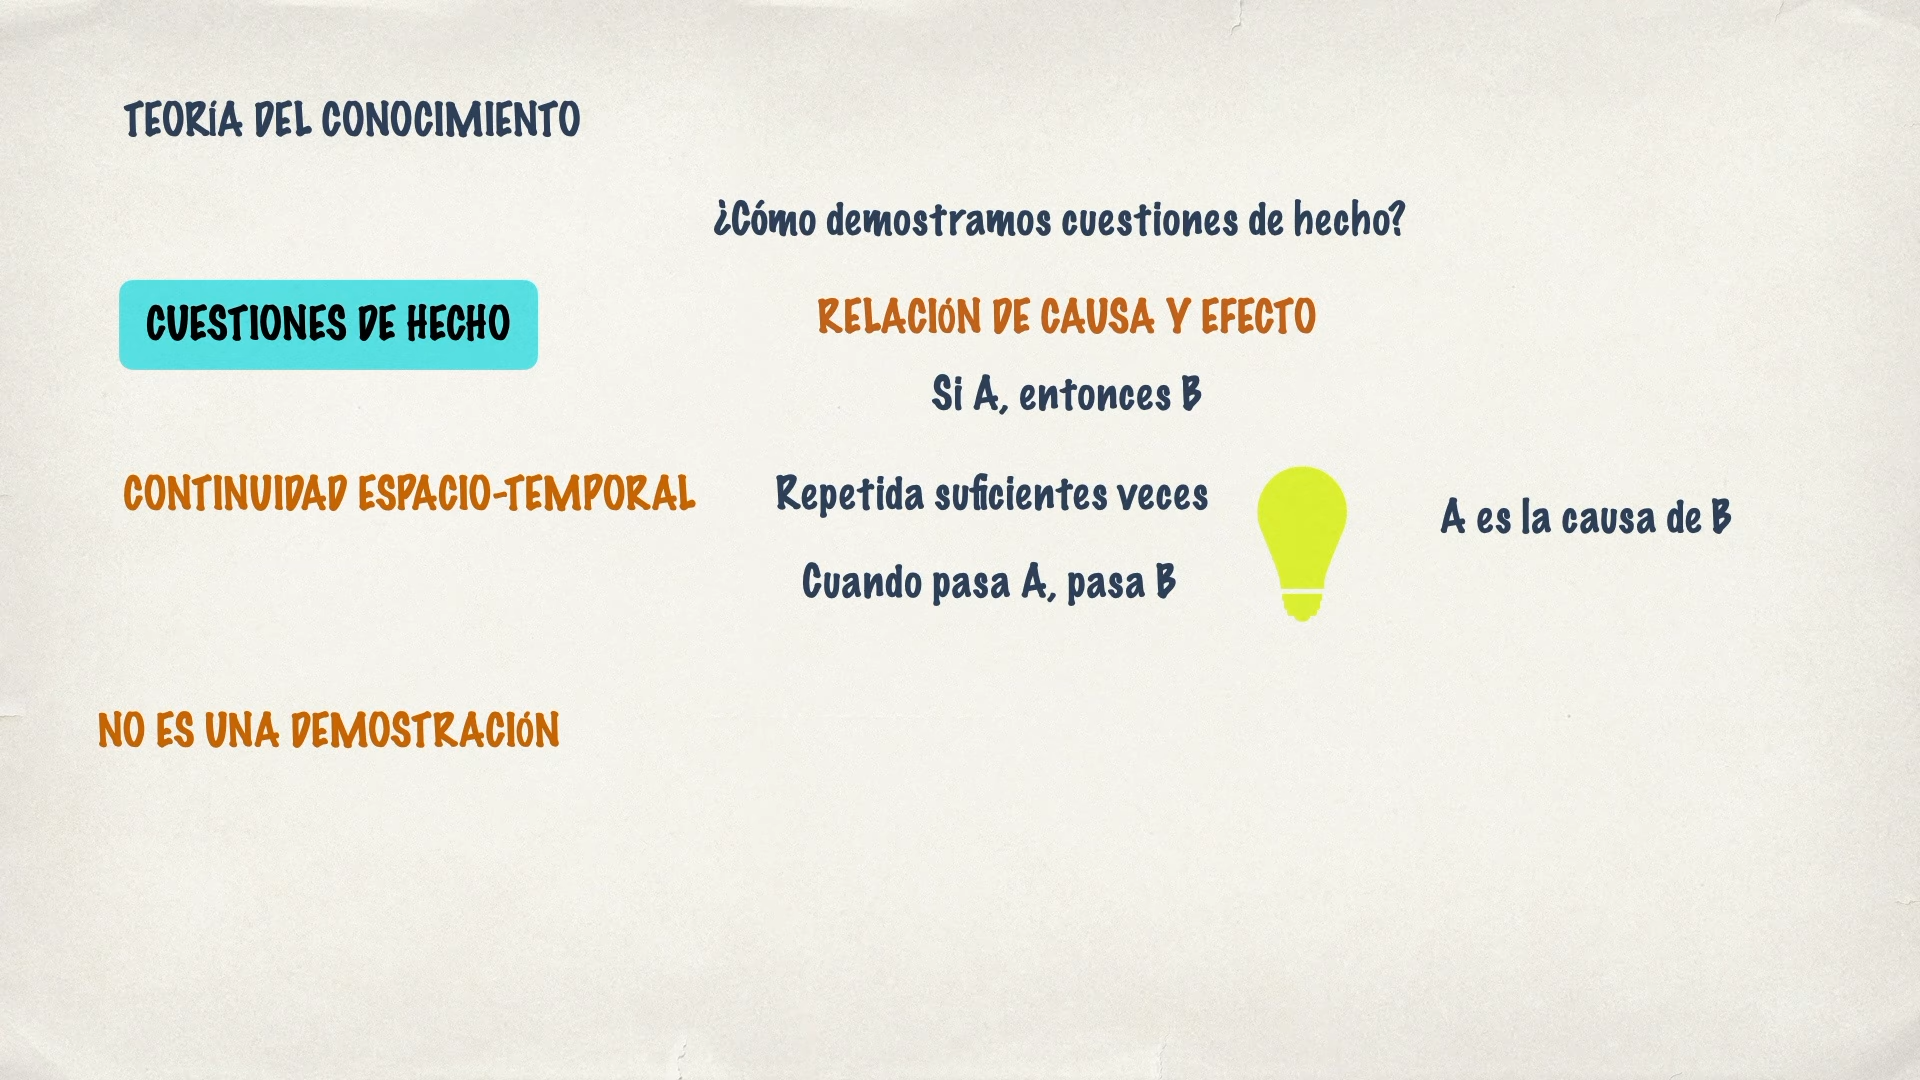 TEORÍA DEL CONOCIMIENTO
¿Cómo demostramos cuestiones de hecho?
CUESTIONES DE HECHO
RELACIÓN DE CAUSA Y EFECTO
Si A, entonces B
CONTINUIDAD ESPACIO-TEMPORAL
Repetida suficientes veces
A es la causa de B
Cuando pasa A, pasa B
NO ES UNA DEMOSTRACIÓN